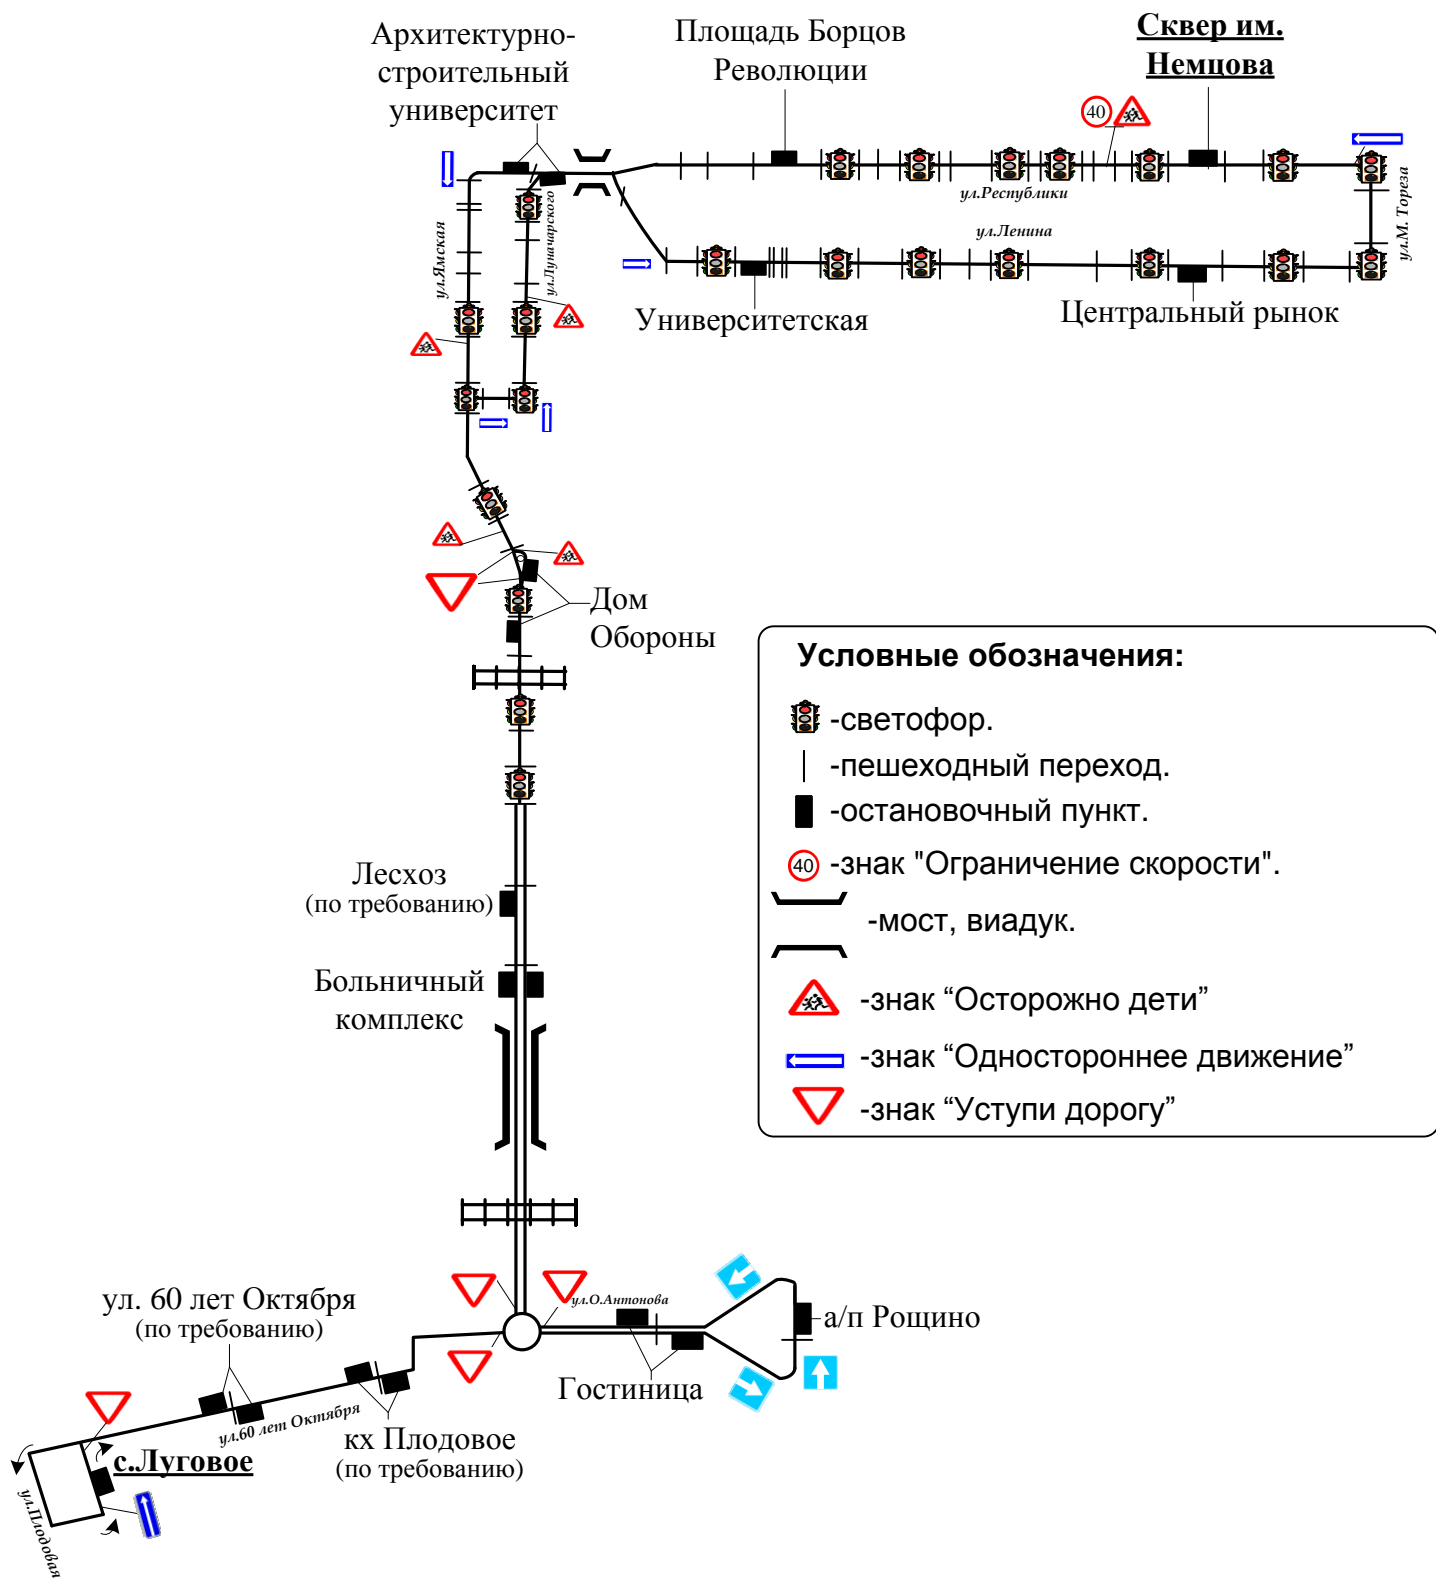 Архитектурно-
строительный
университет
Площадь Борцов
Революции
Сквер им.
Немцова
40
ул.Республики
ул.Ленина
ул.М. Тореза
ул.Ямская
ул.Луначарского
Университетская
Центральный рынок
Дом
Обороны
Условные обозначения:
-светофор.
-пешеходный переход.
-остановочный пункт.
40 -знак "Ограничение скорости".
-мост, виадук.
-знак “Осторожно дети”
-знак “Одностороннее движение”
-знак “Уступи дорогу”
Лесхоз
(по требованию)
Больничный
комплекс
ул. 60 лет Октября
(по требованию)
ул.О.Антонова
а/п Рощино
Гостиница
ул.60 лет Октября
кх Плодовое
(по требованию)
с.Луговое
ул.Плодовая